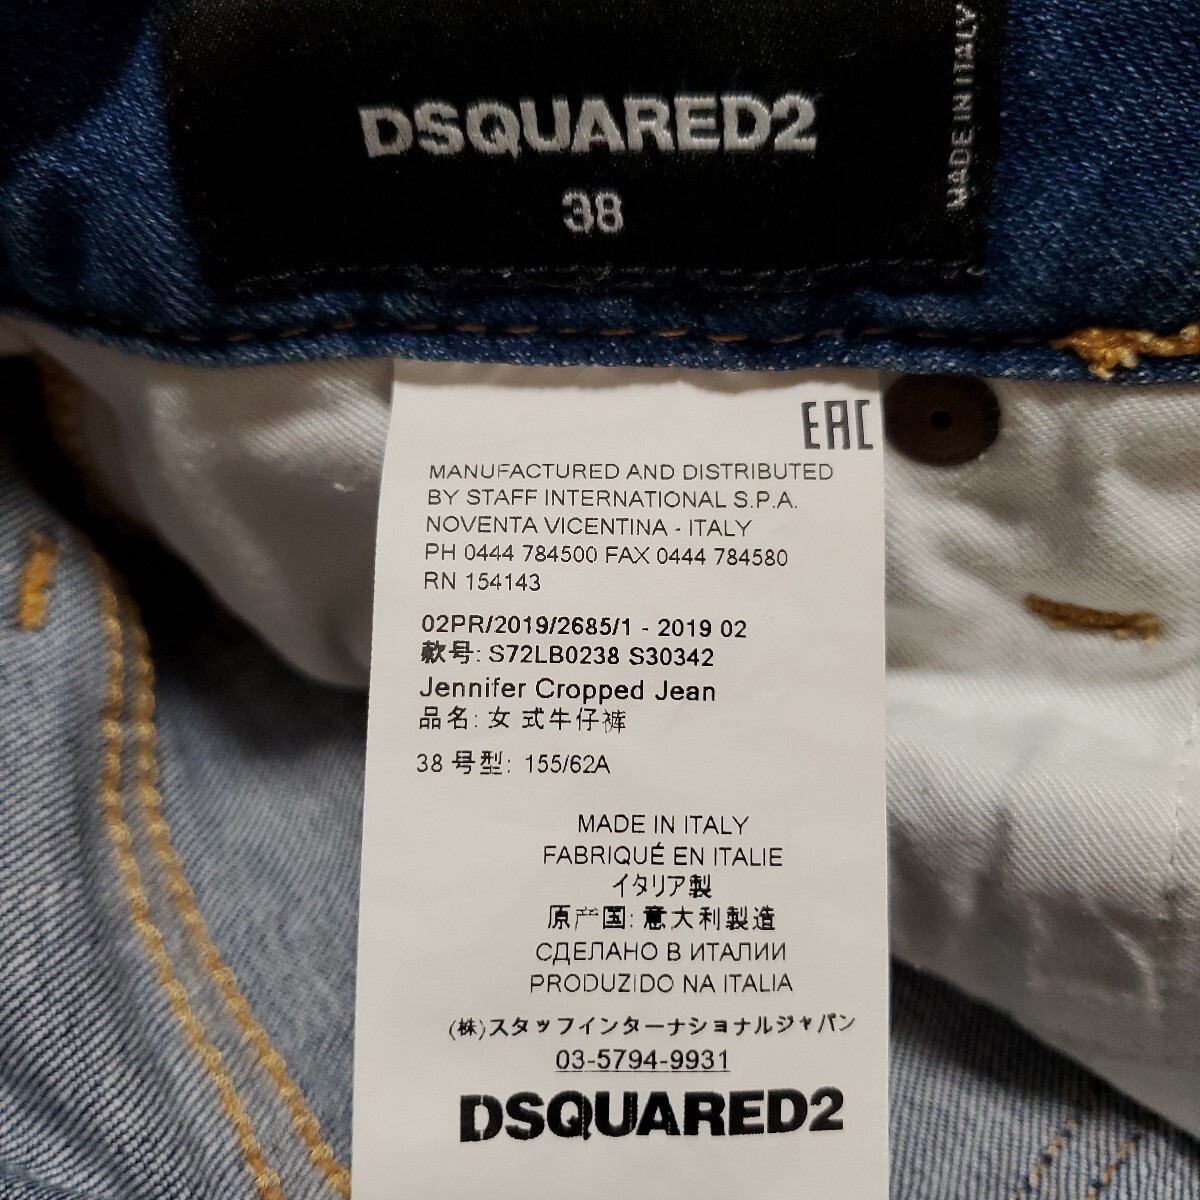 DSQUARED2
38
MADE IN ITALY
EAC
MANUFACTURED AND DISTRIBUTED
BY STAFF INTERNATIONAL S.P.A.
NOVENTA VICENTINA - ITALY
PH 0444 784500 FAX 0444 784580
RN 154143
02PR/2019/2685/1 - 2019 02
款号: S72LB0238 S30342
Jennifer Cropped Jean
品名: 女 式牛仔裤
38 号型: 155/62A
MADE IN ITALY
FABRIQUÉ EN ITALIE
イタリア製
原产国: 意大利製造
СДЕЛАНО В ИТАЛИИ
PRODUZIDO NA ITALIA
(株)スタッフインターナショナルジャパン
03-5794-9931
DSQUARED2